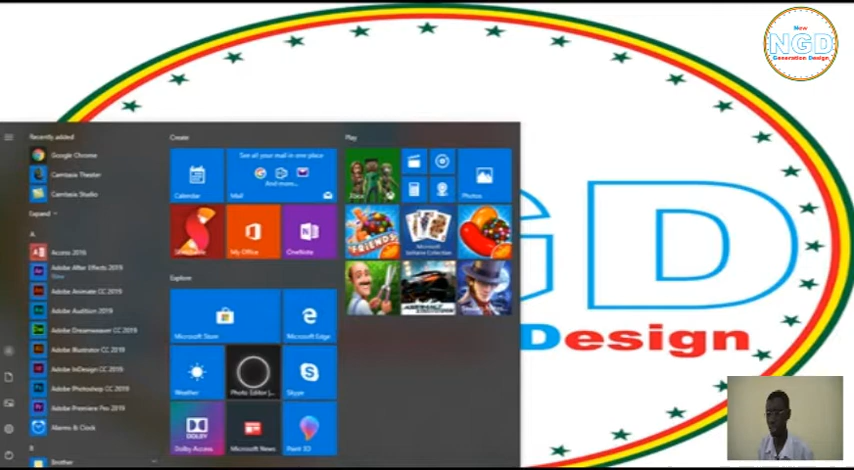 New
NGD
Generation Design
Recently added
Google Chrome
Camtasia Theater
Camtasia Studio
Expand
A
Access 2016
Adobe After Effects 2019
New
Adobe Animate CC 2019
Adobe Audition 2019
Adobe Dreamweaver CC 2019
Adobe Illustrator CC 2019
Adobe InDesign CC 2019
Adobe Photoshop CC 2019
Adobe Premiere Pro 2019
Alarms & Clock
B
Brother
Create
Calendar
See all your mail in one place
And more...
Mail
My Office
OneNote
Explore
Microsoft Store
Microsoft Edge
Weather
Photo Editor |...
Skype
DOLBY
Dolby Access
Microsoft News
Paint 3D
Play
Xbox
Photos
FRIENDS
Microsoft
Solitaire Collection
GD
Design